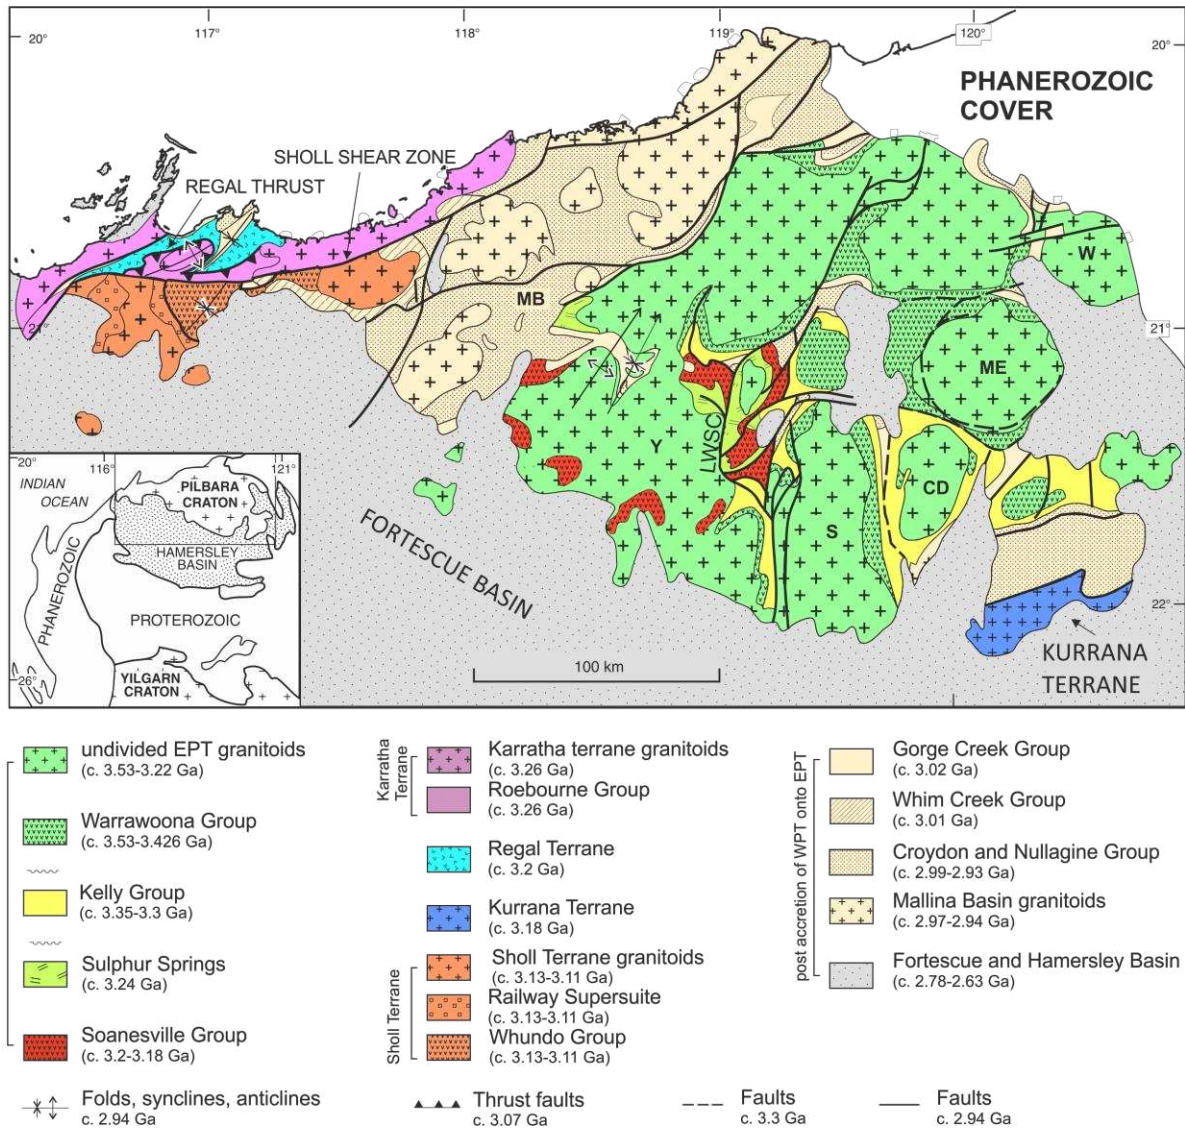 20°
117°
118°
119°
120°
20°
PHANEROZOIC
COVER
SHOLL SHEAR ZONE
REGAL THRUST
W
MB
21°
21°
ME
Y
LWSC
CD
S
20°
116°
121°
INDIAN
OCEAN
PILBARA
CRATON
HAMERSLEY
BASIN
PHANEROZOIC
PROTEROZOIC
26°
YILGARN
CRATON
FORTESCUE BASIN
22°
100 km
KURRANA
TERRANE
undivided EPT granitoids
(c. 3.53-3.22 Ga)
Warrawoona Group
(c. 3.53-3.426 Ga)
Kelly Group
(c. 3.35-3.3 Ga)
Sulphur Springs
(c. 3.24 Ga)
Soanesville Group
(c. 3.2-3.18 Ga)
Karratha
Terrane
Karratha terrane granitoids
(c. 3.26 Ga)
Roebourne Group
(c. 3.26 Ga)
Regal Terrane
(c. 3.2 Ga)
Kurrana Terrane
(c. 3.18 Ga)
Sholl Terrane
Sholl Terrane granitoids
(c. 3.13-3.11 Ga)
Railway Supersuite
(c. 3.13-3.11 Ga)
Whundo Group
(c. 3.13-3.11 Ga)
post accretion of WPT onto EPT
Gorge Creek Group
(c. 3.02 Ga)
Whim Creek Group
(c. 3.01 Ga)
Croydon and Nullagine Group
(c. 2.99-2.93 Ga)
Mallina Basin granitoids
(c. 2.97-2.94 Ga)
Fortescue and Hamersley Basin
(c. 2.78-2.63 Ga)
Folds, synclines, anticlines
c. 2.94 Ga
Thrust faults
c. 3.07 Ga
Faults
c. 3.3 Ga
Faults
c. 2.94 Ga